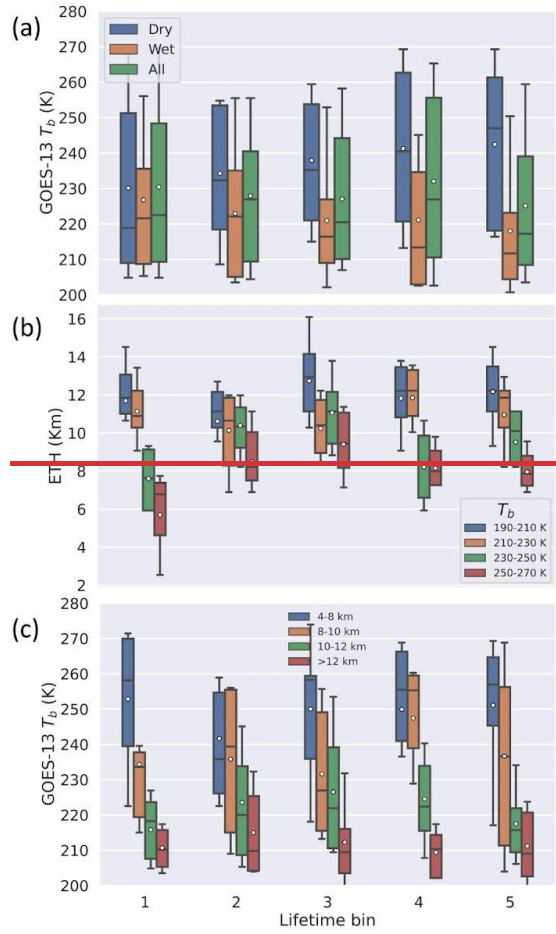 (a)
280
270
260
250
240
230
220
210
200
GOES-13 Tb (K)
Dry
Wet
All
(b)
16
14
12
10
8
6
4
2
ETH (Km)
Tb
190-210 K
210-230 K
230-250 K
250-270 K
(c)
280
270
260
250
240
230
220
210
200
GOES-13 Tb (K)
4-8 km
8-10 km
10-12 km
>12 km
1 2 3 4 5
Lifetime bin